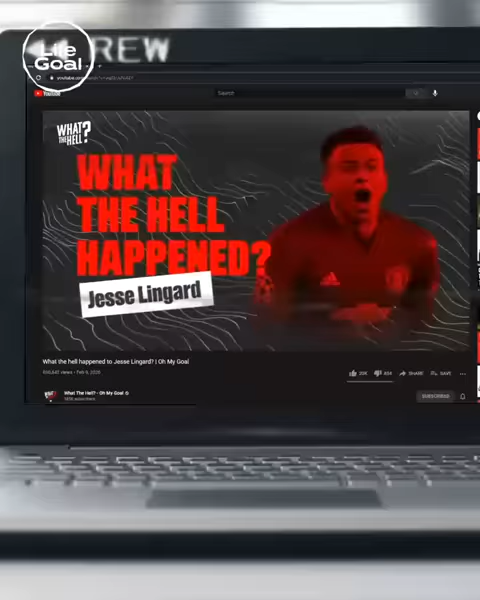 Life
Goal
REW
YouTube
Search
WHAT
THE HELL?
WHAT
THE HELL
HAPPENED?
Jesse Lingard
What the hell happened to Jesse Lingard? | Oh My Goal
SHARE
SAVE
What The Hell? - Oh My Goal
SUBSCRIBED